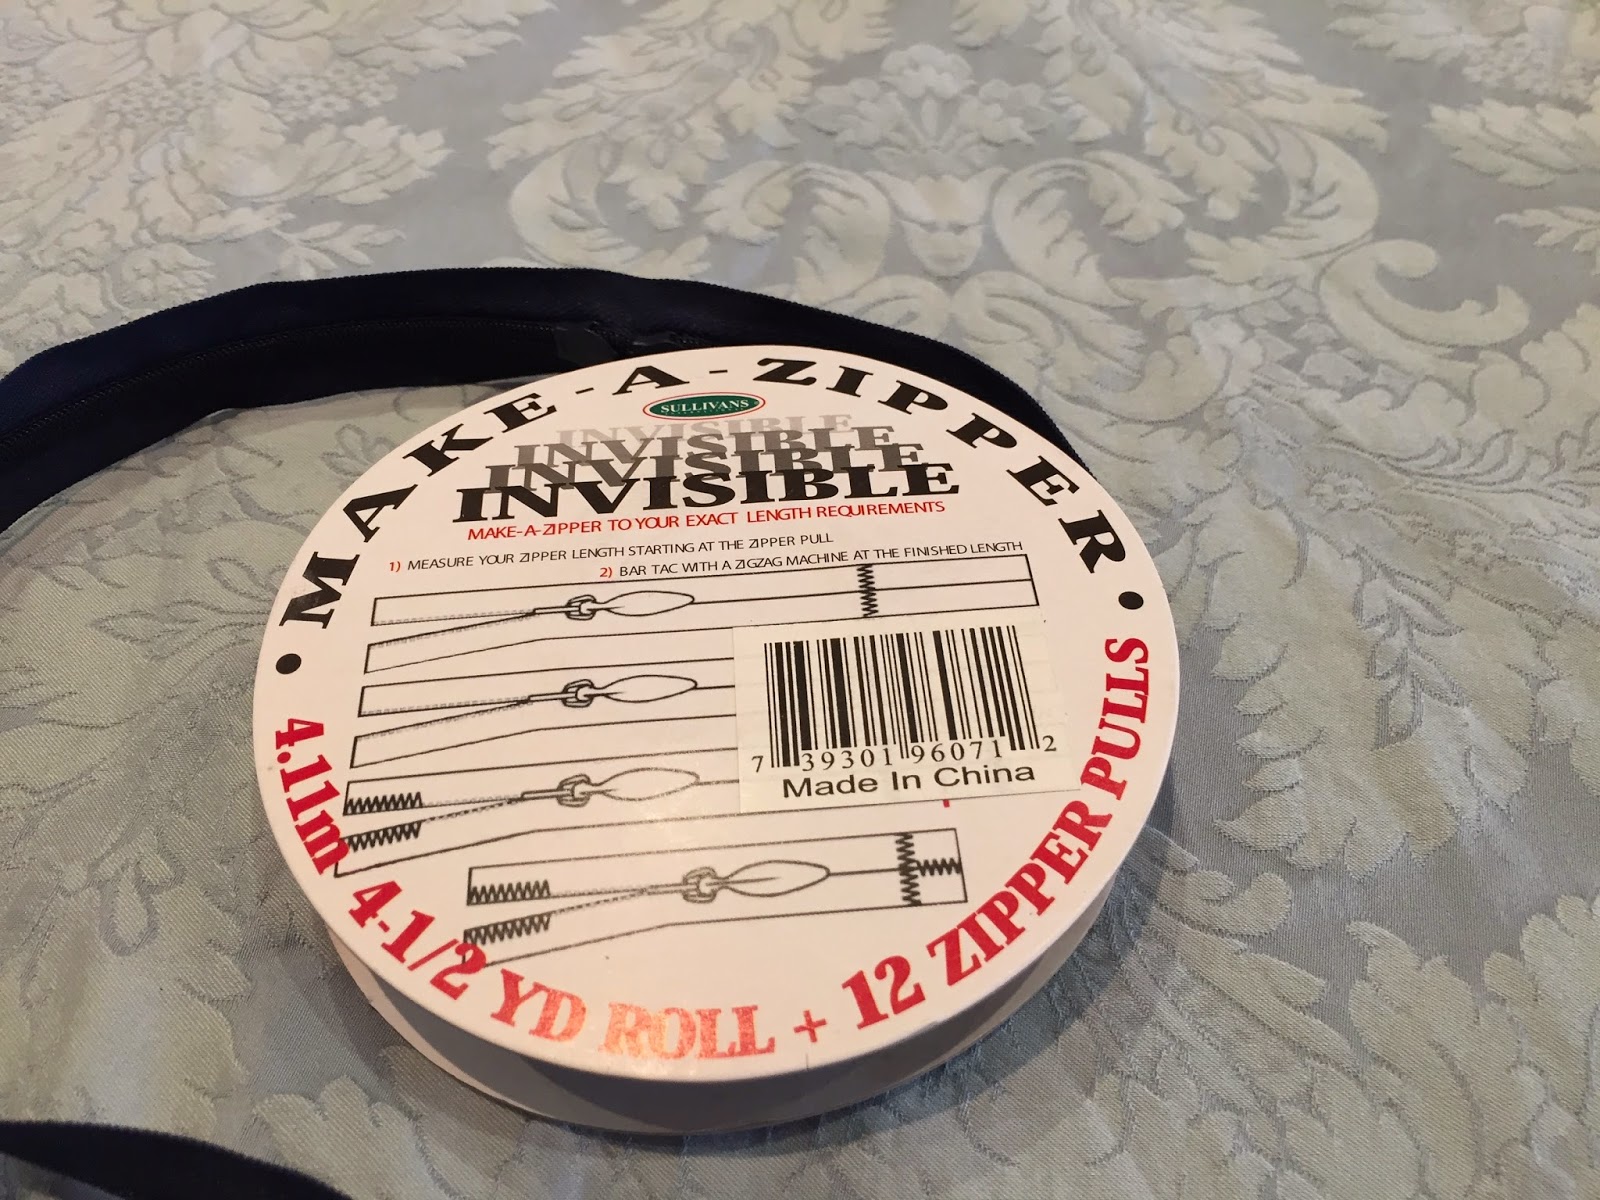 • MAKE-A-ZIPPER •
SULLIVANS
INVISIBLE
INVISIBLE
INVISIBLE
INVISIBLE
MAKE-A-ZIPPER TO YOUR EXACT LENGTH REQUIREMENTS
1) MEASURE YOUR ZIPPER LENGTH STARTING AT THE ZIPPER PULL
2) BAR TAC WITH A ZIGZAG MACHINE AT THE FINISHED LENGTH
7 39301 96071 2
Made In China
4.11m 4-1/2 YD ROLL + 12 ZIPPER PULLS